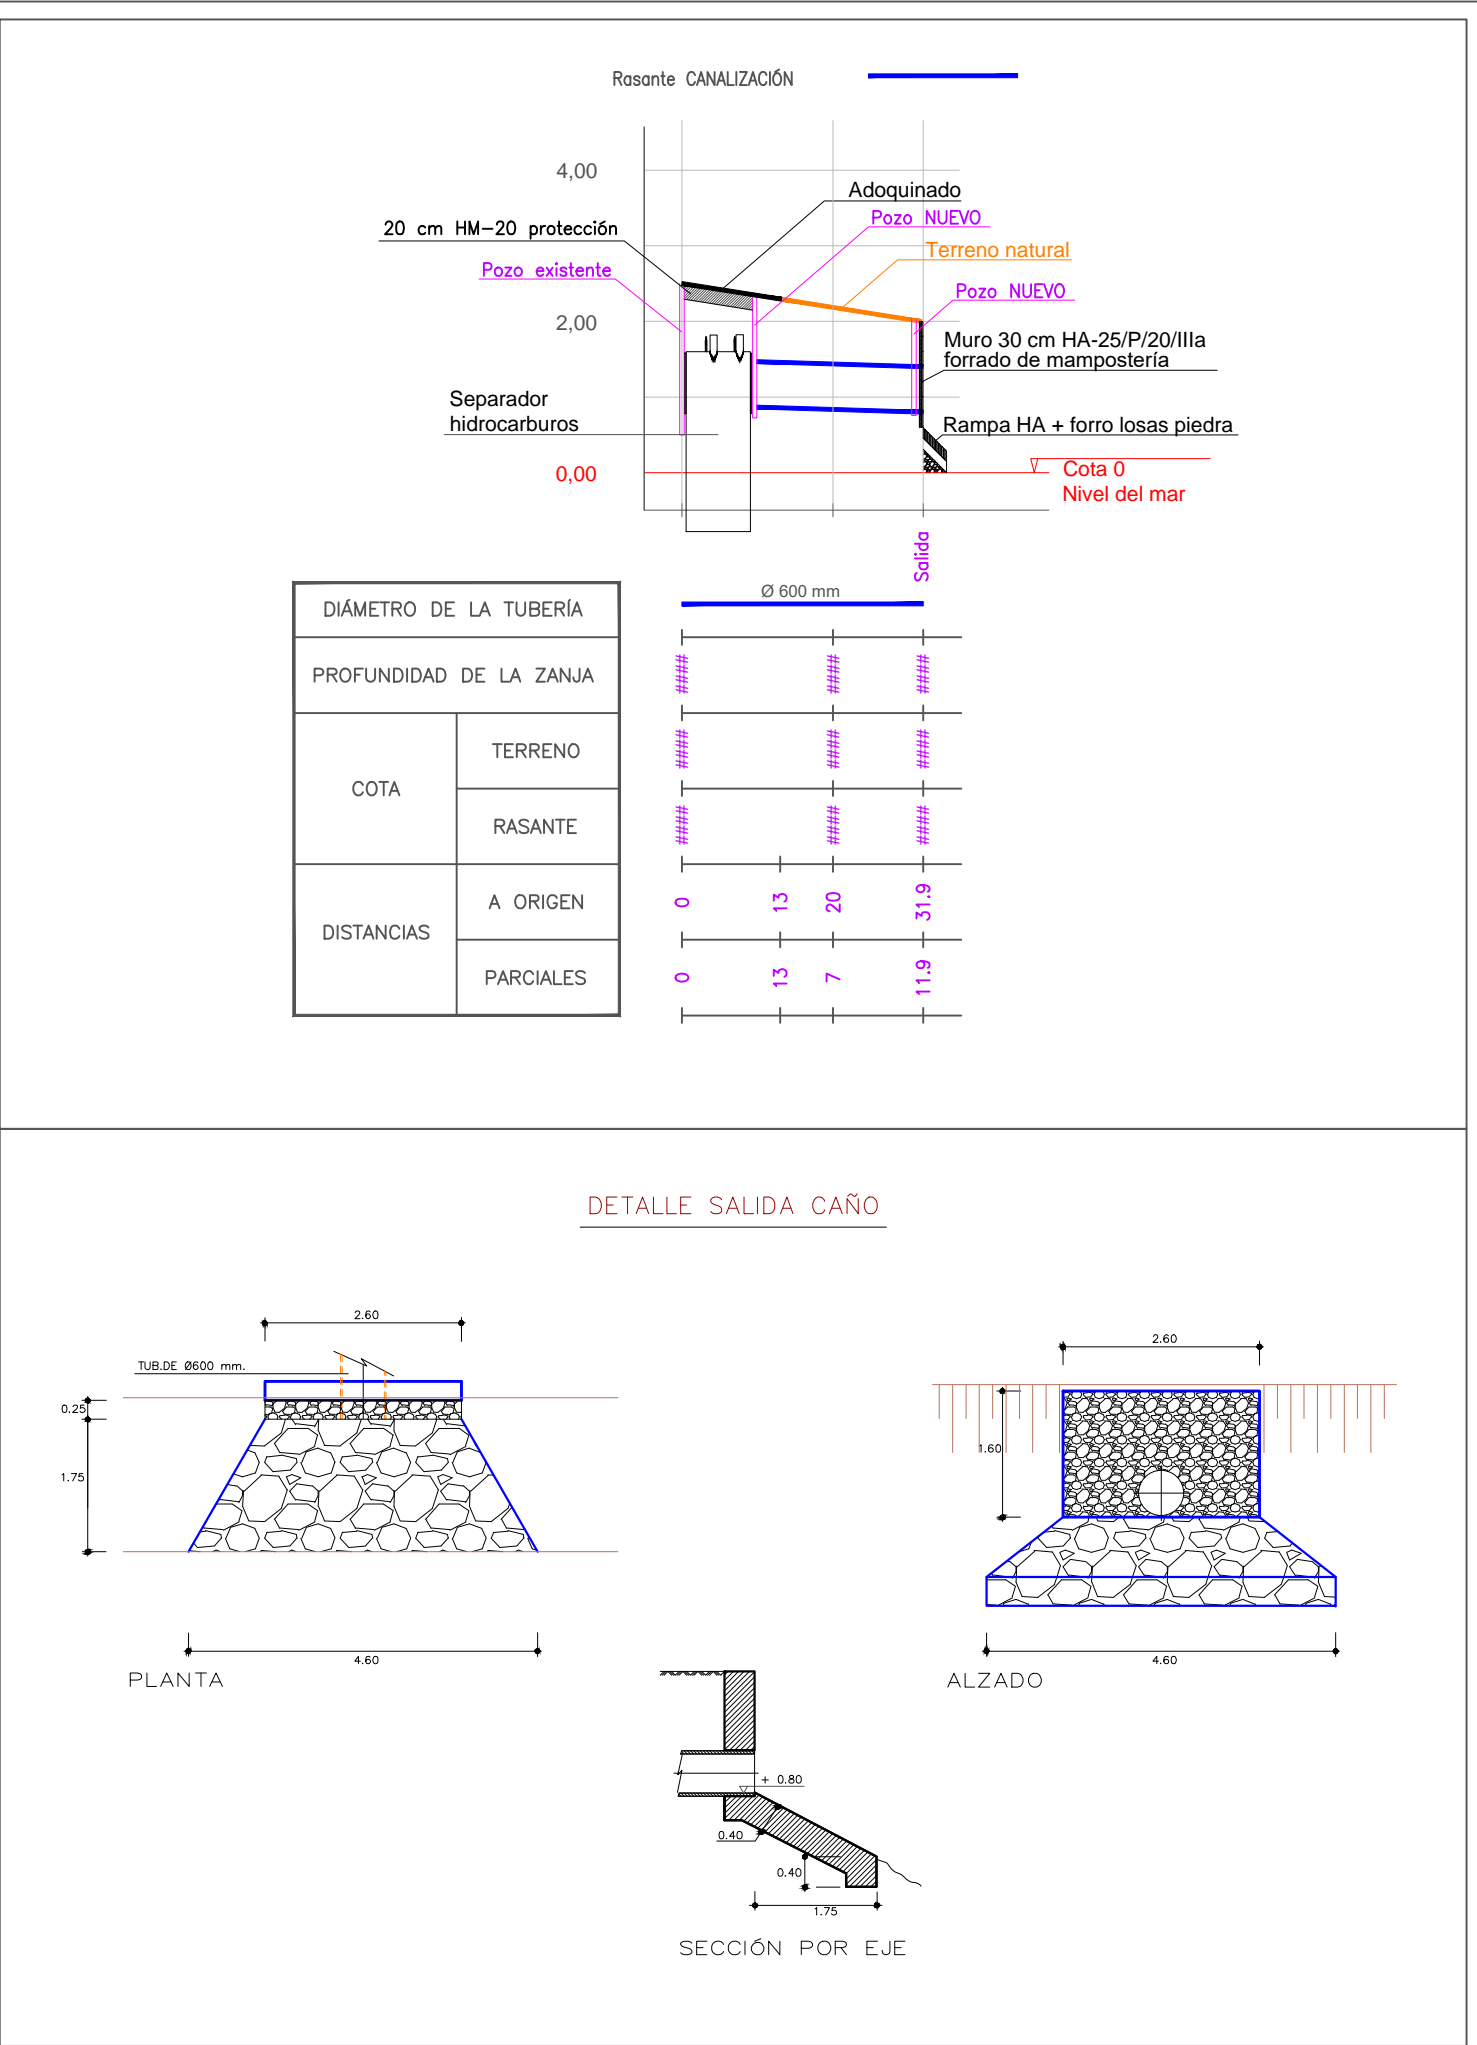 Rasante CANALIZACIÓN
4,00
Adoquinado
Pozo NUEVO
20 cm HM-20 protección
Terreno natural
Pozo existente
Pozo NUEVO
2,00
Muro 30 cm HA-25/P/20/IIIa
forrado de mampostería
Separador
hidrocarburos
Rampa HA + forro losas piedra
0,00
Cota 0
Nivel del mar
Salida
DIÁMETRO DE LA TUBERÍA
Ø 600 mm
PROFUNDIDAD DE LA ZANJA
##### ##### #####
COTA
TERRENO
##### ##### #####
RASANTE
##### ##### #####
DISTANCIAS
A ORIGEN
0 13 20 31.9
PARCIALES
0 13 7 11.9
DETALLE SALIDA CAÑO
2.60
TUB.DE Ø600 mm.
0.25
1.75
4.60
PLANTA
2.60
1.60
4.60
ALZADO
+ 0.80
0.40
0.40
1.75
SECCIÓN POR EJE